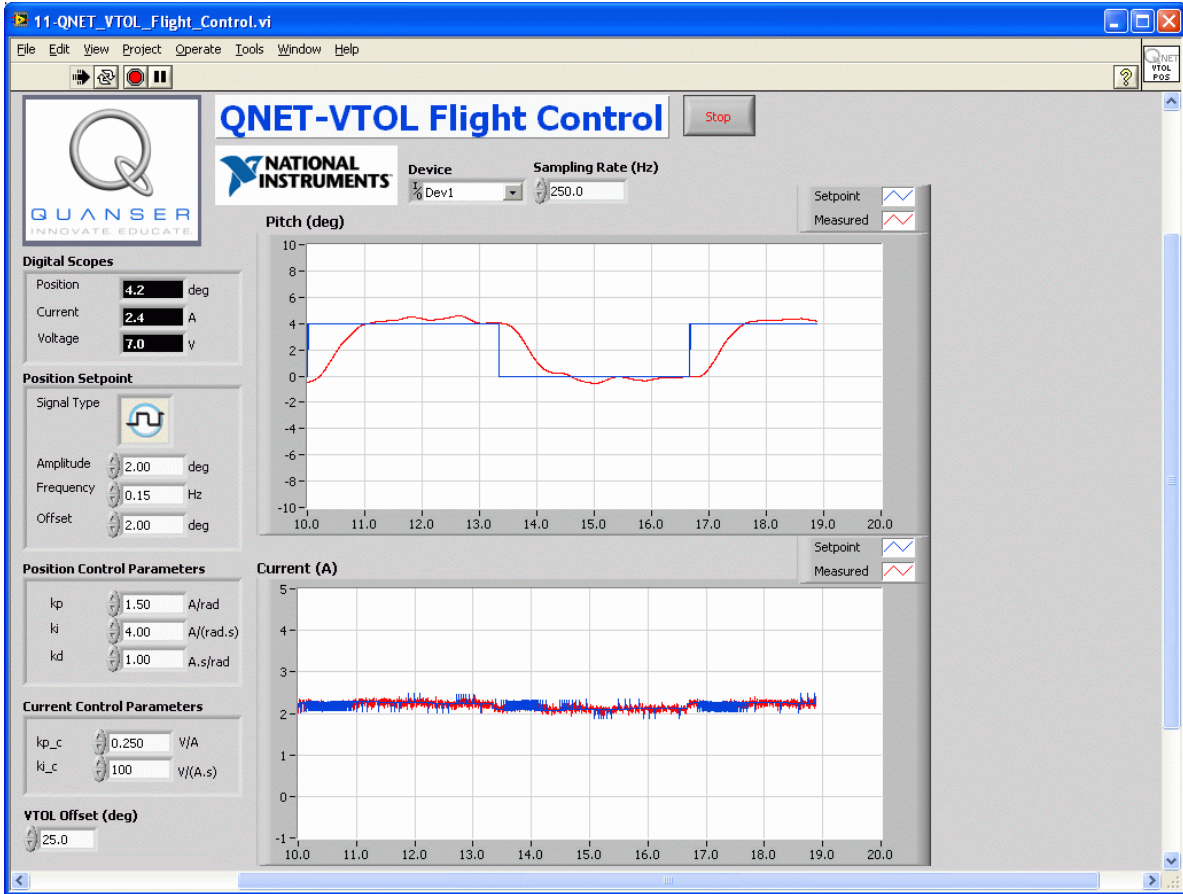 11-QNET_VTOL_Flight_Control.vi
File Edit View Project Operate Tools Window Help
QNET
VTOL
POS
QUANSER
INNOVATE. EDUCATE.
QNET-VTOL Flight Control
Stop
NATIONAL
INSTRUMENTS
Device
Dev1
Sampling Rate (Hz)
250.0
Digital Scopes
Position 4.2 deg
Current 2.4 A
Voltage 7.0 V
Position Setpoint
Signal Type
Amplitude 2.00 deg
Frequency 0.15 Hz
Offset 2.00 deg
Position Control Parameters
kp 1.50 A/rad
ki 4.00 A/(rad.s)
kd 1.00 A.s/rad
Current Control Parameters
kp_c 0.250 V/A
ki_c 100 V/(A.s)
VTOL Offset (deg)
25.0
Pitch (deg)
Setpoint
Measured
10
8
6
4
2
0
-2
-4
-6
-8
-10
10.0 11.0 12.0 13.0 14.0 15.0 16.0 17.0 18.0 19.0 20.0
Current (A)
Setpoint
Measured
5
4
3
2
1
0
-1
10.0 11.0 12.0 13.0 14.0 15.0 16.0 17.0 18.0 19.0 20.0